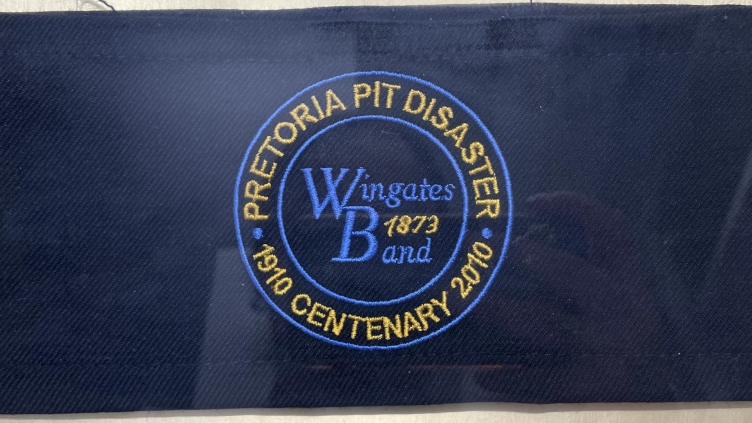 PRETORIA PIT DISASTER
Wingates
1873
Band
1910 CENTENARY 2010